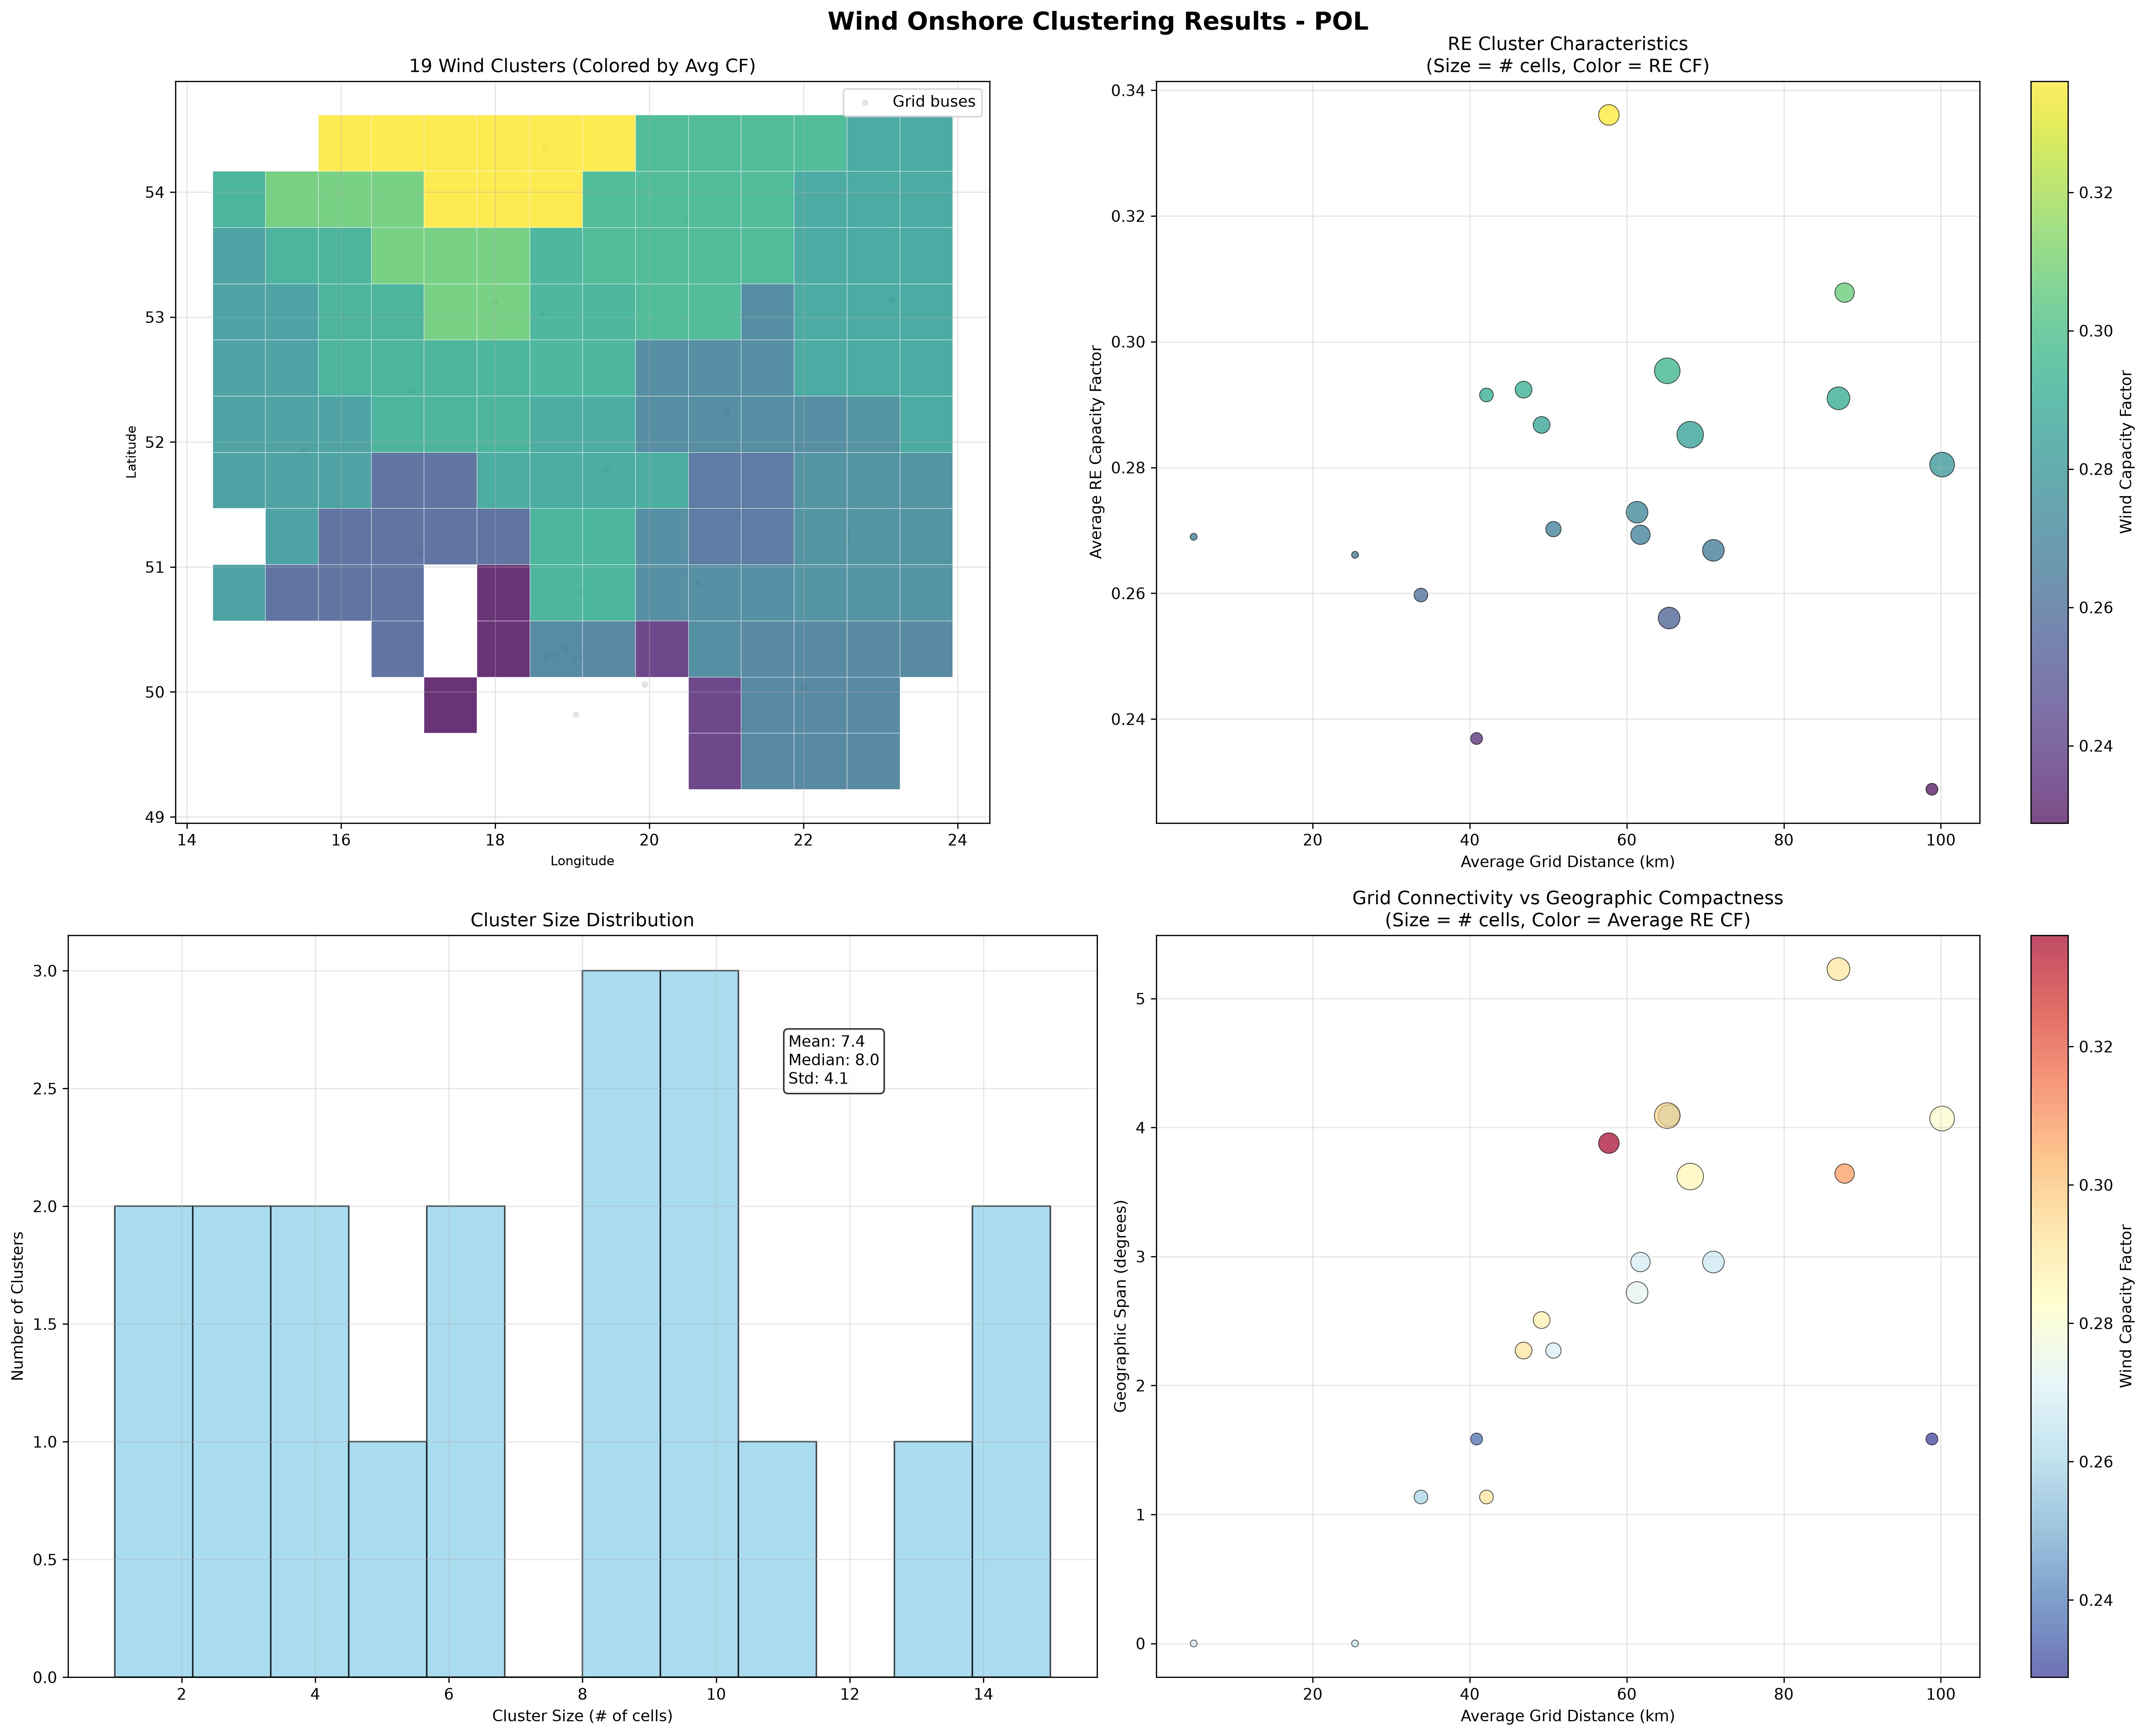 Wind Onshore Clustering Results - POL
19 Wind Clusters (Colored by Avg CF)
Grid buses
Latitude
54
53
52
51
50
49
14
16
18
20
22
24
Longitude
RE Cluster Characteristics
(Size = # cells, Color = RE CF)
Average RE Capacity Factor
0.34
0.32
0.30
0.28
0.26
0.24
20
40
60
80
100
Average Grid Distance (km)
0.32
0.30
0.28
0.26
0.24
Wind Capacity Factor
Cluster Size Distribution
Number of Clusters
3.0
2.5
2.0
1.5
1.0
0.5
0.0
Mean: 7.4
Median: 8.0
Std: 4.1
2
4
6
8
10
12
14
Cluster Size (# of cells)
Grid Connectivity vs Geographic Compactness
(Size = # cells, Color = Average RE CF)
Geographic Span (degrees)
5
4
3
2
1
0
20
40
60
80
100
Average Grid Distance (km)
0.32
0.30
0.28
0.26
0.24
Wind Capacity Factor